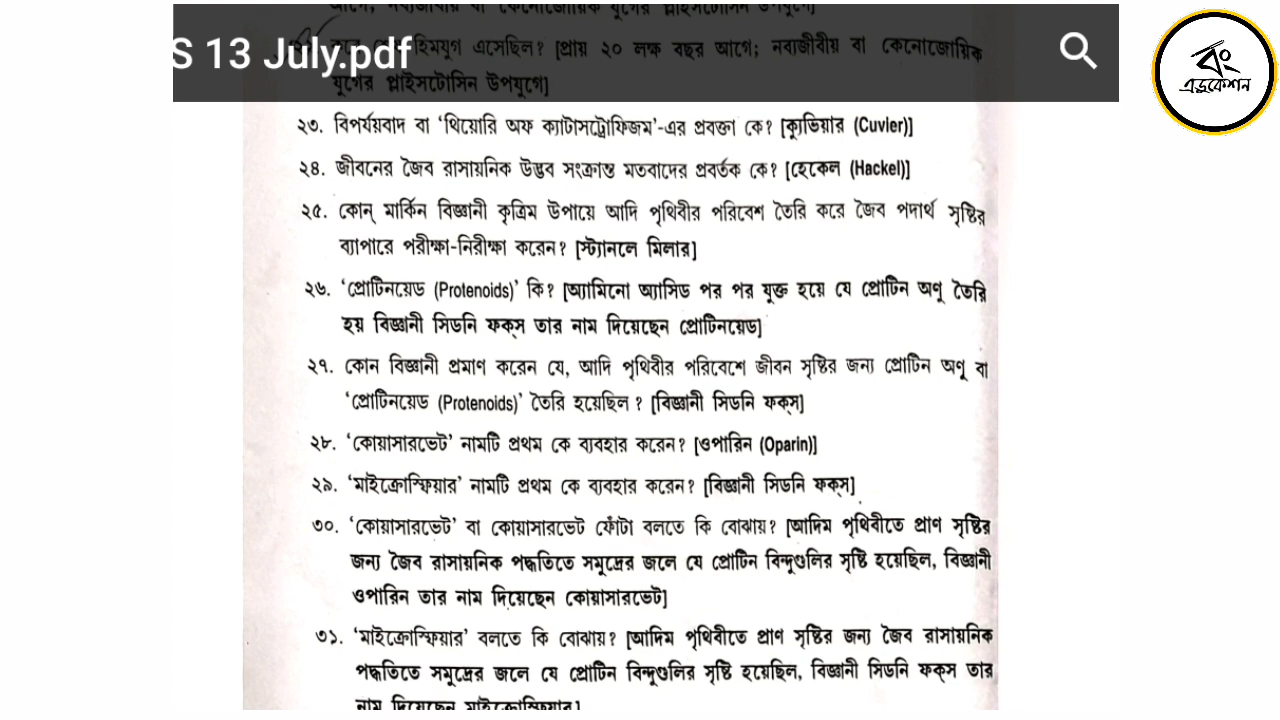 S 13 July.pdf
হিমযুগ এসেছিল? [প্রায় ২০ লক্ষ বছর আগে; নবাজীবীয় বা কেনোজোয়িক
যুগের প্লাইসটোসিন উপযুগে]
২৩. বিপর্যয়বাদ বা ‘থিয়োরি অফ ক্যাটাসট্রোফিজম’-এর প্রবক্তা কে? [ক্যুভিয়ার (Cuvier)]
২৪. জীবনের জৈব রাসায়নিক উদ্ভব সংক্রান্ত মতবাদের প্রবর্তক কে? [হেকেল (Hackel)]
২৫. কোন্ মার্কিন বিজ্ঞানী কৃত্রিম উপায়ে আদি পৃথিবীর পরিবেশ তৈরি করে জৈব পদার্থ সৃষ্টির
ব্যাপারে পরীক্ষা-নিরীক্ষা করেন? [স্ট্যানলে মিলার]
২৬. ‘প্রোটিনয়েড (Protenoids)’ কি? [অ্যামিনো অ্যাসিড পর পর যুক্ত হয়ে যে প্রোটিন অণু তৈরি
হয় বিজ্ঞানী সিডনি ফক্‌স তার নাম দিয়েছেন প্রোটিনয়েড]
২৭. কোন বিজ্ঞানী প্রমাণ করেন যে, আদি পৃথিবীর পরিবেশে জীবন সৃষ্টির জন্য প্রোটিন অণু বা
‘প্রোটিনয়েড (Protenoids)’ তৈরি হয়েছিল? [বিজ্ঞানী সিডনি ফক্‌স]
২৮. ‘কোয়াসারভেট’ নামটি প্রথম কে ব্যবহার করেন? [ওপারিন (Oparin)]
২৯. ‘মাইক্রোস্ফিয়ার’ নামটি প্রথম কে ব্যবহার করেন? [বিজ্ঞানী সিডনি ফক্‌স]
৩০. ‘কোয়াসারভেট’ বা কোয়াসারভেট ফোঁটা বলতে কি বোঝায়? [আদিম পৃথিবীতে প্রাণ সৃষ্টির
জন্য জৈব রাসায়নিক পদ্ধতিতে সমুদ্রের জলে যে প্রোটিন বিন্দুগুলির সৃষ্টি হয়েছিল, বিজ্ঞানী
ওপারিন তার নাম দিয়েছেন কোয়াসারভেট]
৩১. ‘মাইক্রোস্ফিয়ার’ বলতে কি বোঝায়? [আদিম পৃথিবীতে প্রাণ সৃষ্টির জন্য জৈব রাসায়নিক
পদ্ধতিতে সমুদ্রের জলে যে প্রোটিন বিন্দুগুলির সৃষ্টি হয়েছিল, বিজ্ঞানী সিডনি ফক্‌স তার
নাম দিয়েছেন মাইক্রোস্ফিয়ার]
বং
এডুকেশন